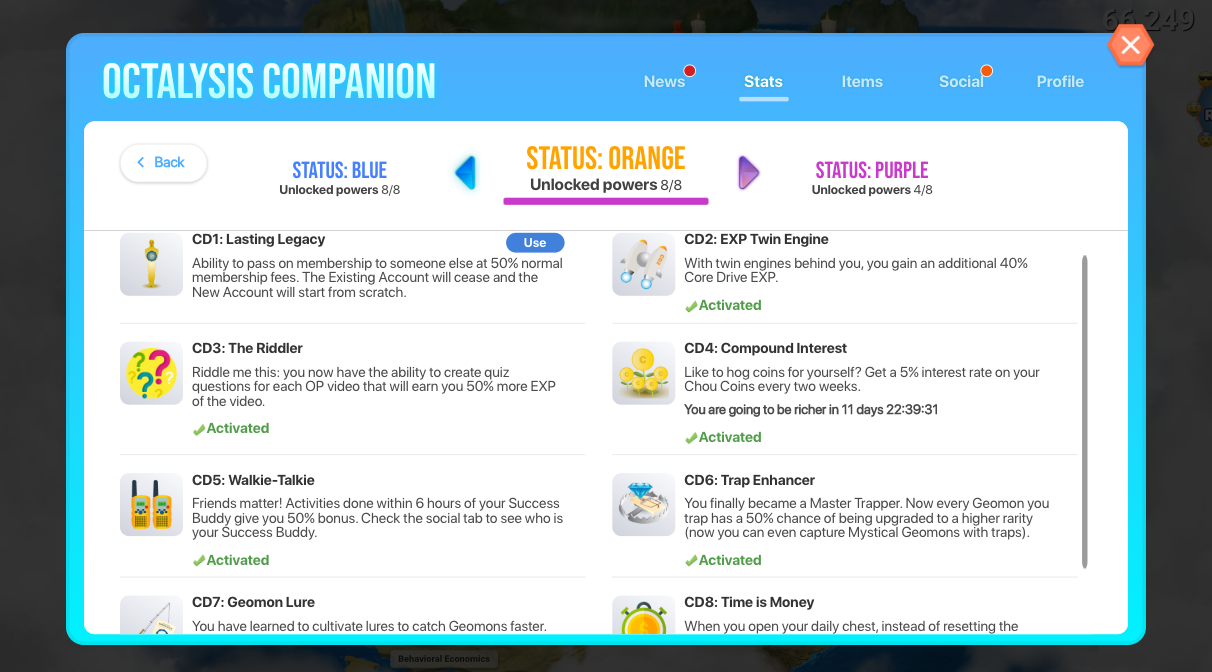 66,249
OCTALYSIS COMPANION
News
Stats
Items
Social
Profile
Back
STATUS: BLUE
Unlocked powers 8/8
STATUS: ORANGE
Unlocked powers 8/8
STATUS: PURPLE
Unlocked powers 4/8
CD1: Lasting Legacy
Use
Ability to pass on membership to someone else at 50% normal
membership fees. The Existing Account will cease and the
New Account will start from scratch.
CD2: EXP Twin Engine
With twin engines behind you, you gain an additional 40%
Core Drive EXP.
Activated
CD3: The Riddler
Riddle me this: you now have the ability to create quiz
questions for each OP video that will earn you 50% more EXP
of the video.
Activated
CD4: Compound Interest
Like to hog coins for yourself? Get a 5% interest rate on your
Chou Coins every two weeks.
You are going to be richer in 11 days 22:39:31
Activated
CD5: Walkie-Talkie
Friends matter! Activities done within 6 hours of your Success
Buddy give you 50% bonus. Check the social tab to see who is
your Success Buddy.
Activated
CD6: Trap Enhancer
You finally became a Master Trapper. Now every Geomon you
trap has a 50% chance of being upgraded to a higher rarity
(now you can even capture Mystical Geomons with traps).
Activated
CD7: Geomon Lure
You have learned to cultivate lures to catch Geomons faster.
CD8: Time is Money
When you open your daily chest, instead of resetting the
Behavioral Economics